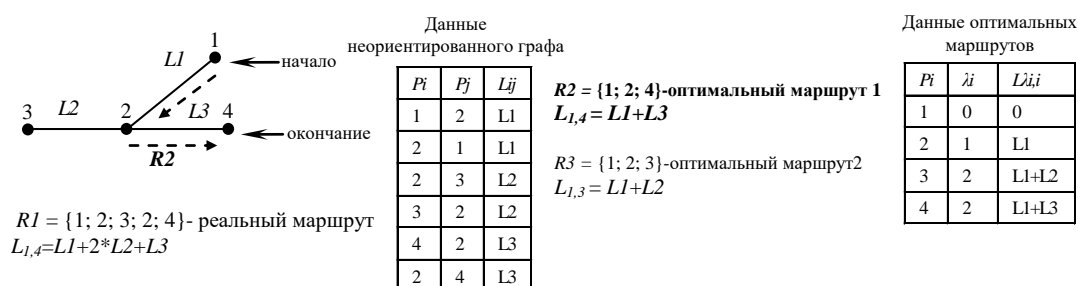 1
L1
начало
3
L2
2
L3
4
окончание
R2
R1 = {1; 2; 3; 2; 4}- реальный маршрут
L1,4=L1+2*L2+L3
Данные
неориентированного графа
Pi Pj Lij
1 2 L1
2 1 L1
2 3 L2
3 2 L2
4 2 L3
2 4 L3
R2 = {1; 2; 4}-оптимальный маршрут 1
L1,4 = L1+L3
R3 = {1; 2; 3}-оптимальный маршрут2
L1,3 = L1+L2
Данные оптимальных
маршрутов
Pi λi Lλi,i
1 0 0
2 1 L1
3 2 L1+L2
4 2 L1+L3